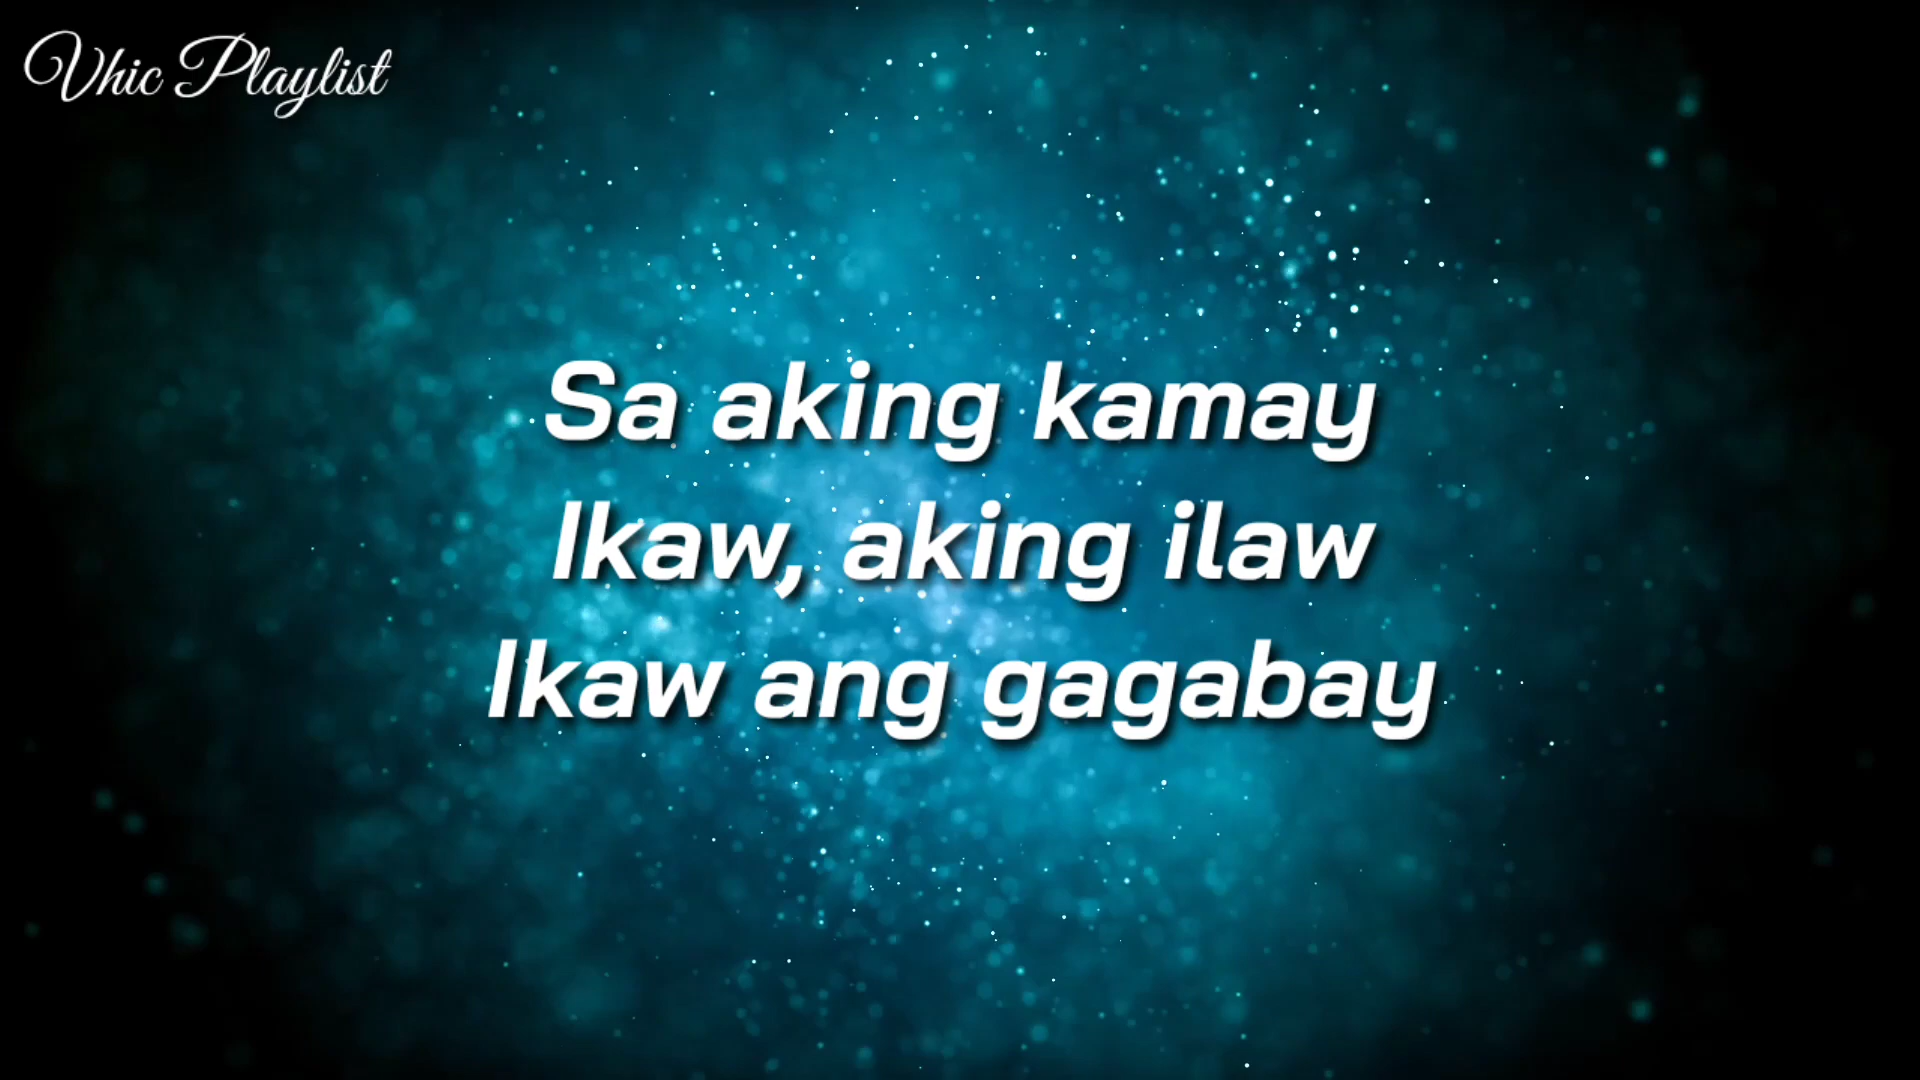 Vhic Playlist
Sa aking kamay
Ikaw, aking ilaw
Ikaw ang gagabay